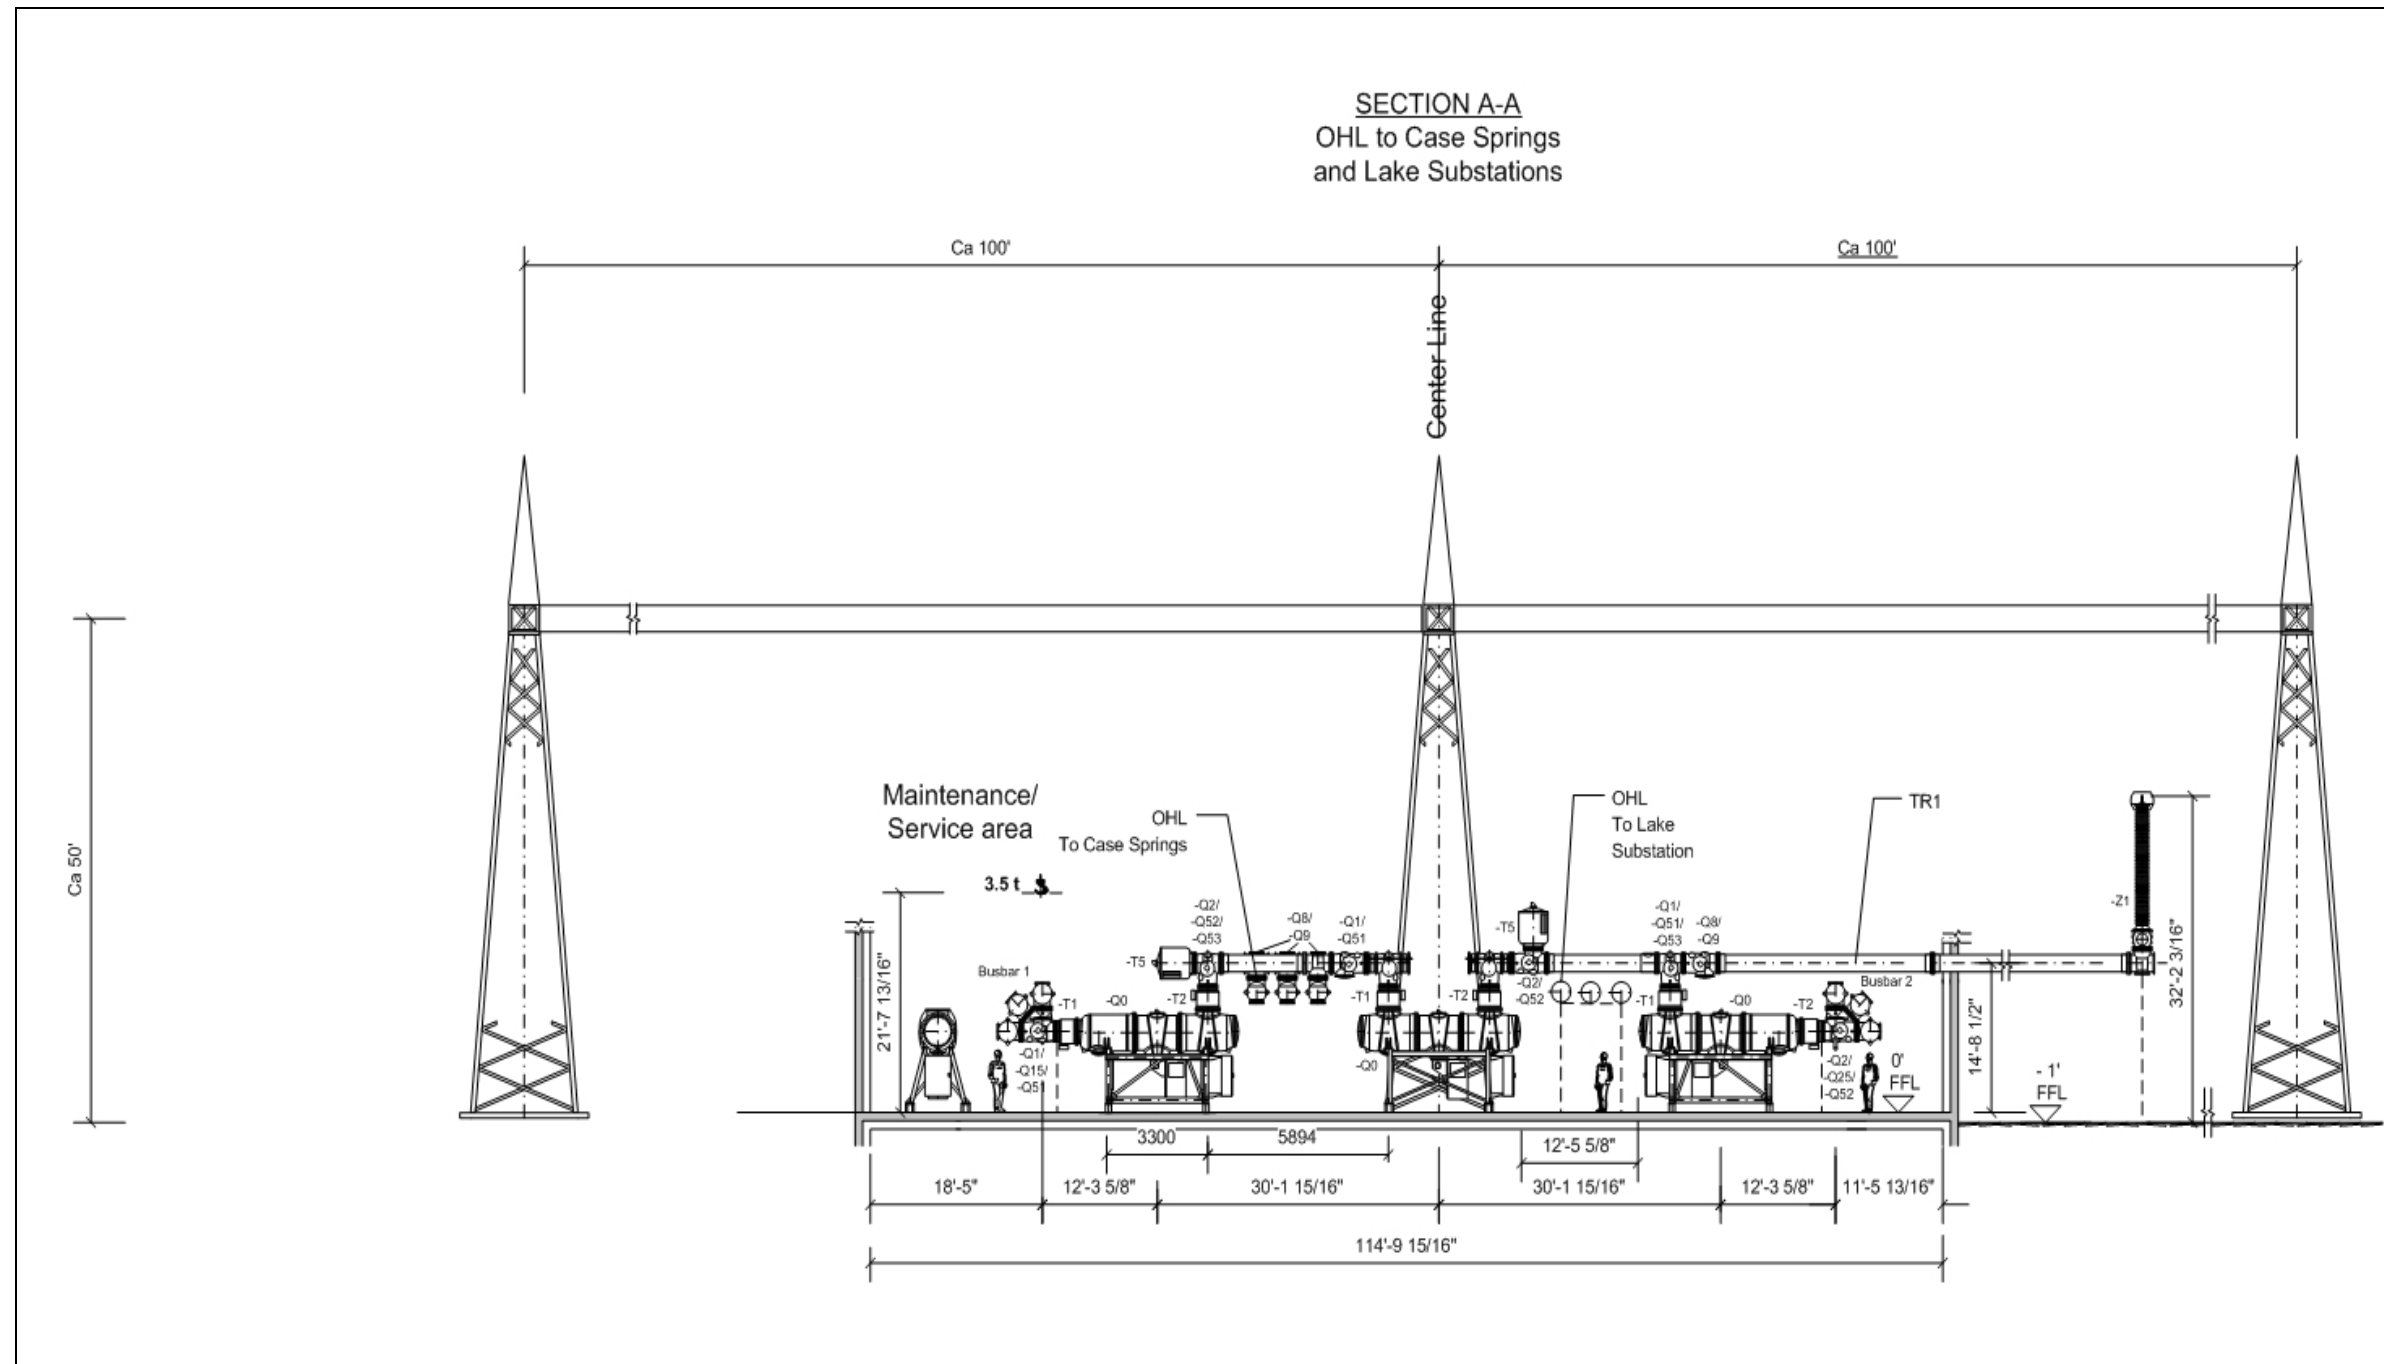 SECTION A-A
OHL to Case Springs
and Lake Substations
Ca 100'
Ca 100'
Center Line
Ca 50'
Maintenance/
Service area
OHL
To Case Springs
OHL
To Lake
Substation
TR1
3.5 t
21'-7 13/16"
-Q2/
-Q52/
-Q53
-Q8/
-Q9
-Q1/
-Q51
-T5
-T5
-Q1/
-Q51/
-Q53
-Q8/
-Q9
-Z1
32'-2 3/16"
Busbar 1
-T1
-Q0
-T2
-T1
-T2
-Q2/
-Q52
-T1
-Q0
-T2
Busbar 2
-Q1/
-Q15/
-Q51
-Q0
-Q2/
-Q25/
-Q52
0'
FFL
14'-8 1/2"
- 1'
FFL
3300
5894
12'-5 5/8"
18'-5"
12'-3 5/8"
30'-1 15/16"
30'-1 15/16"
12'-3 5/8"
11'-5 13/16"
114'-9 15/16"